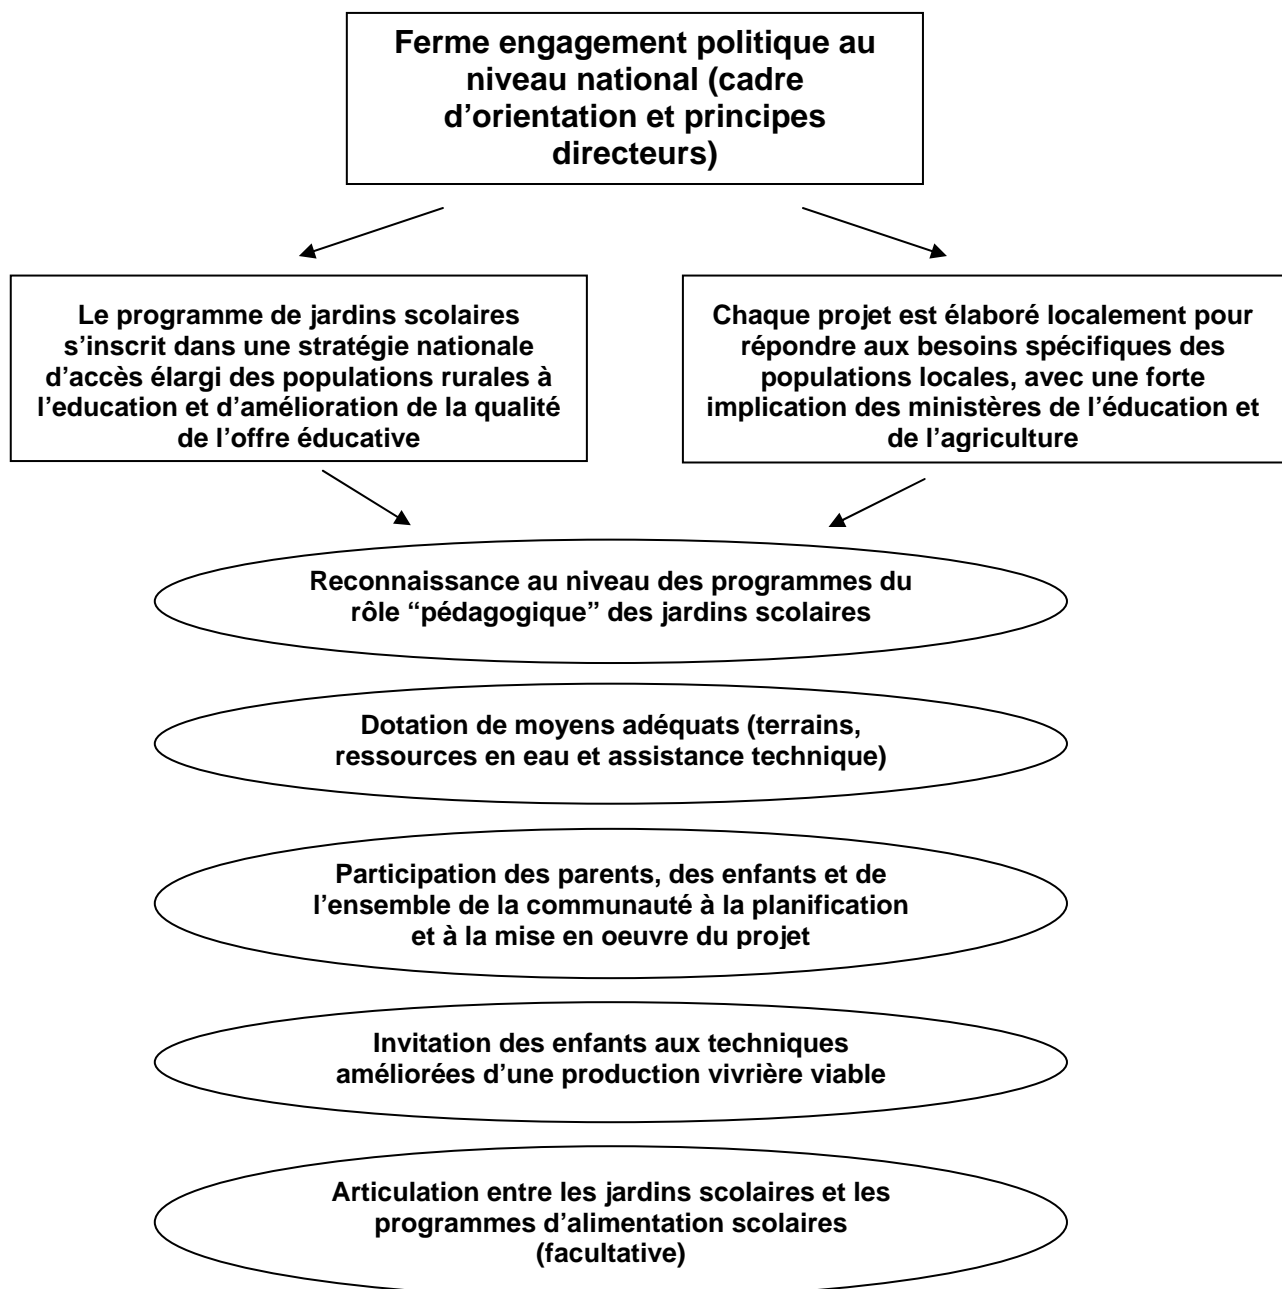 Ferme engagement politique au
niveau national (cadre
d’orientation et principes
directeurs)
Le programme de jardins scolaires
s’inscrit dans une stratégie nationale
d’accès élargi des populations rurales à
l’education et d’amélioration de la qualité
de l’offre éducative
Chaque projet est élaboré localement pour
répondre aux besoins spécifiques des
populations locales, avec une forte
implication des ministères de l’éducation et
de l’agriculture
Reconnaissance au niveau des programmes du
rôle “pédagogique” des jardins scolaires
Dotation de moyens adéquats (terrains,
ressources en eau et assistance technique)
Participation des parents, des enfants et de
l’ensemble de la communauté à la planification
et à la mise en oeuvre du projet
Invitation des enfants aux techniques
améliorées d’une production vivrière viable
Articulation entre les jardins scolaires et les
programmes d’alimentation scolaires
(facultative)